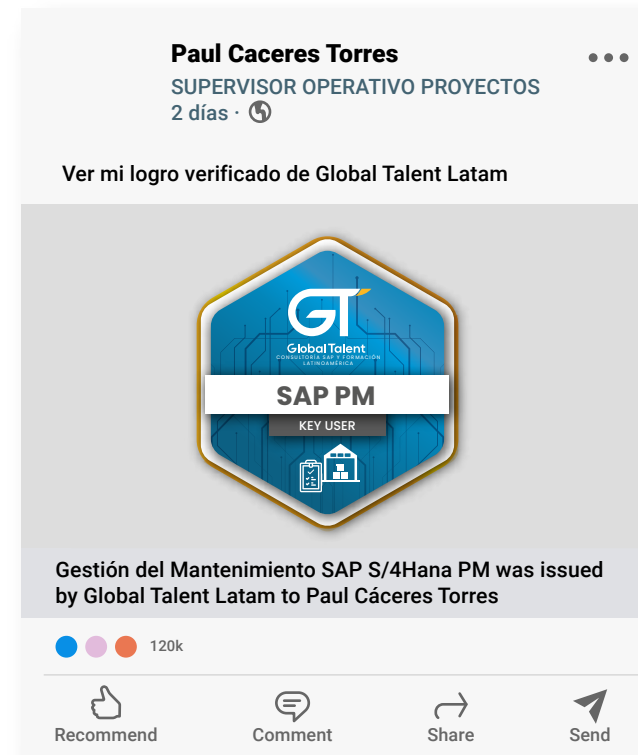 Paul Caceres Torres
SUPERVISOR OPERATIVO PROYECTOS
2 días ·
Ver mi logro verificado de Global Talent Latam
GT
Global Talent
CONSULTORÍA SAP Y FORMACIÓN
LATINOAMÉRICA
SAP PM
KEY USER
Gestión del Mantenimiento SAP S/4Hana PM was issued
by Global Talent Latam to Paul Cáceres Torres
120k
Recommend Comment Share Send